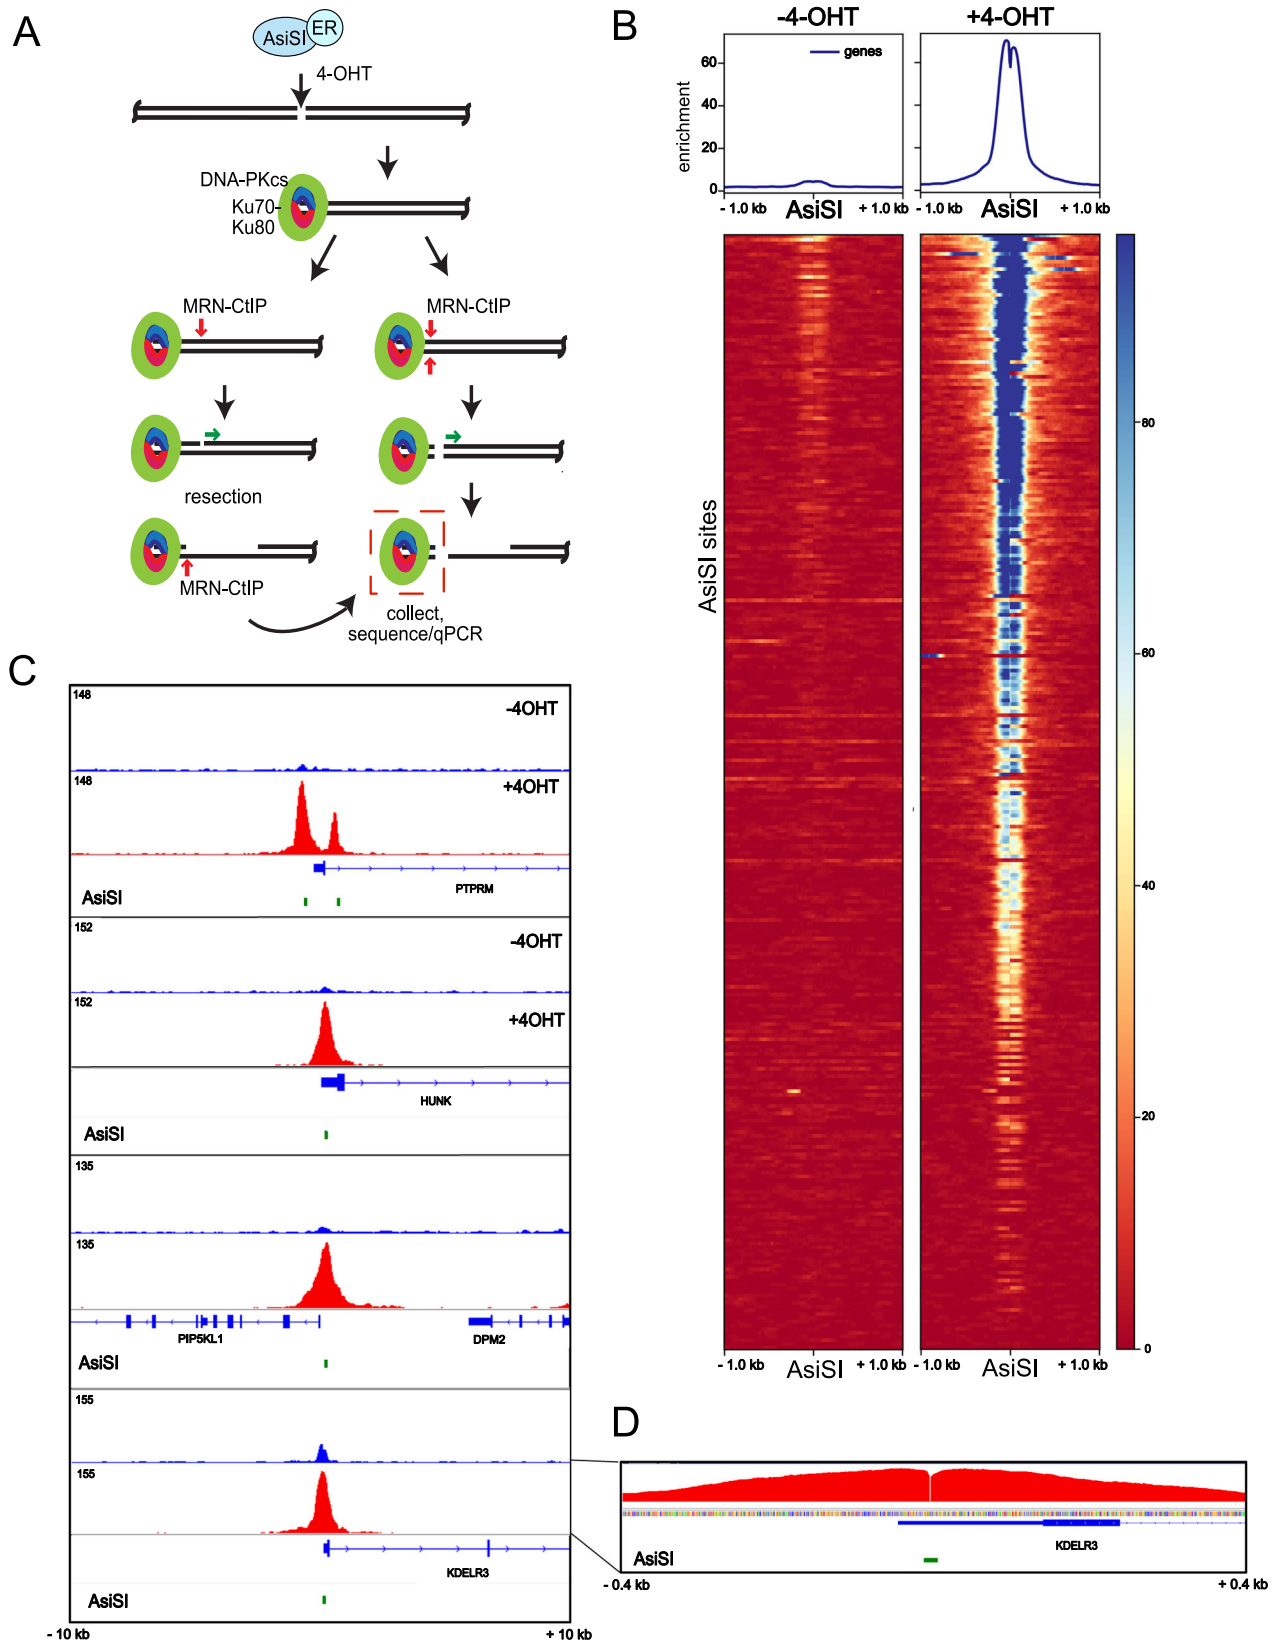 A
AsiSI
ER
4-OHT
DNA-PKcs
Ku70-
Ku80
MRN-CtIP
MRN-CtIP
resection
MRN-CtIP
collect,
sequence/qPCR
B
-4-OHT
+4-OHT
genes
enrichment
60
40
20
0
- 1.0 kb
AsiSI
+ 1.0 kb
- 1.0 kb
AsiSI
+ 1.0 kb
AsiSI sites
80
60
40
20
0
- 1.0 kb
AsiSI
+ 1.0 kb
- 1.0 kb
AsiSI
+ 1.0 kb
C
148
-4OHT
148
+4OHT
PTPRM
AsiSI
152
-4OHT
152
+4OHT
HUNK
AsiSI
135
135
PIP5KL1
DPM2
AsiSI
155
155
KDELR3
AsiSI
- 10 kb
+ 10 kb
D
KDELR3
AsiSI
- 0.4 kb
+ 0.4 kb